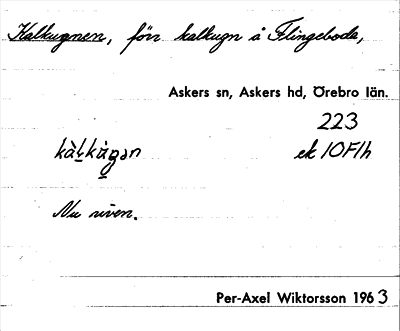 Kalkugnen, förr kalkugn å Flingeboda,
Askers sn, Askers hd, Örebro län.
223
ek 10F1h
Nu riven.
Per-Axel Wiktorsson 1963